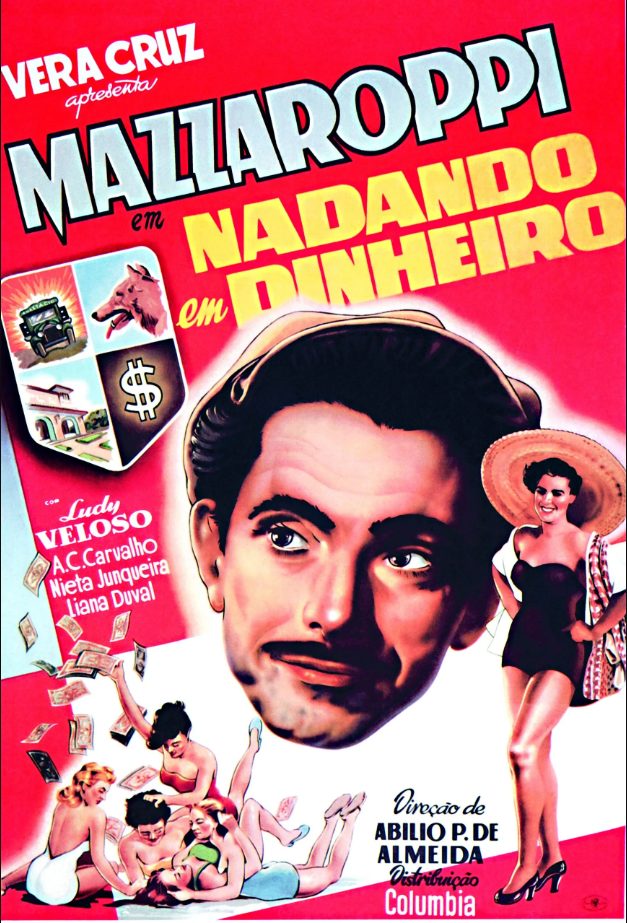 VERA CRUZ
apresenta
MAZZAROPPI
em
NADANDO
em DINHEIRO
$
com
Ludy
VELOSO
A.C.Carvalho
Nieta Junqueira
Liana Duval
Direção de
ABILIO P. DE
ALMEIDA
Distribuição
Columbia